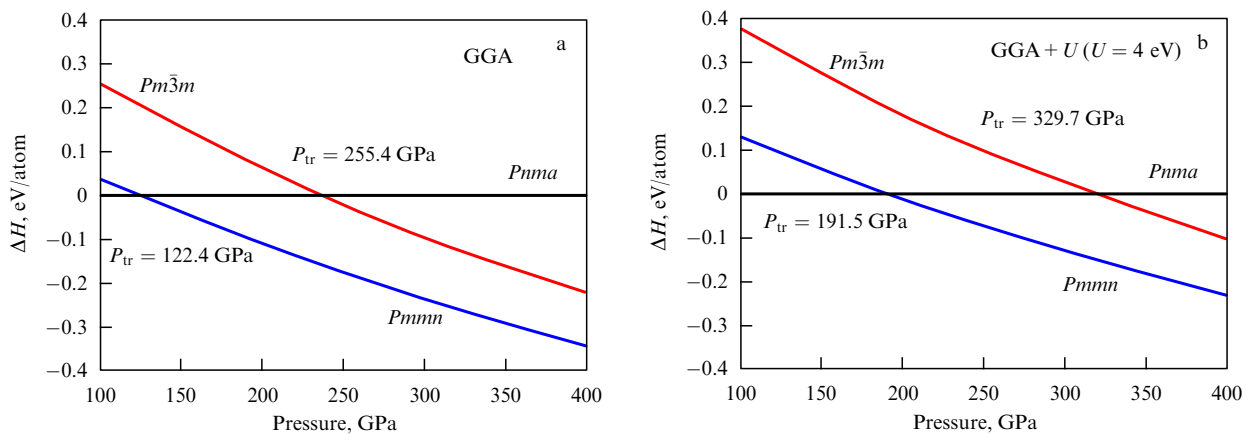 0.4
0.3
0.2
0.1
0
−0.1
−0.2
−0.3
−0.4
ΔH, eV/atom
GGA
a
Pm3̄m
P_tr = 255.4 GPa
Pnma
P_tr = 122.4 GPa
Pmmn
100 150 200 250 300 350 400
Pressure, GPa
0.4
0.3
0.2
0.1
0
−0.1
−0.2
−0.3
−0.4
ΔH, eV/atom
b
GGA + U (U = 4 eV)
Pm3̄m
P_tr = 329.7 GPa
Pnma
P_tr = 191.5 GPa
Pmmn
100 150 200 250 300 350 400
Pressure, GPa